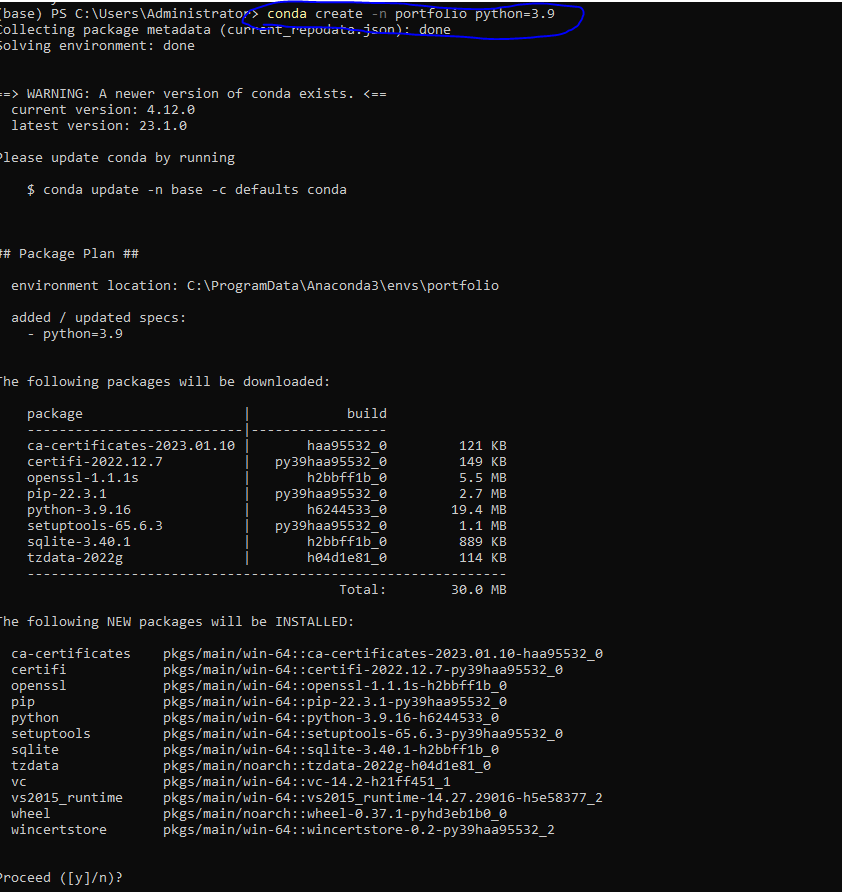 (base) PS C:\Users\Administrator> conda create -n portfolio python=3.9
Collecting package metadata (current_repodata.json): done
Solving environment: done
==> WARNING: A newer version of conda exists. <==
current version: 4.12.0
latest version: 23.1.0
Please update conda by running
$ conda update -n base -c defaults conda
## Package Plan ##
environment location: C:\ProgramData\Anaconda3\envs\portfolio
added / updated specs:
- python=3.9
The following packages will be downloaded:
package | build
---------------------------|-----------------
ca-certificates-2023.01.10 | haa95532_0 121 KB
certifi-2022.12.7 | py39haa95532_0 149 KB
openssl-1.1.1s | h2bbff1b_0 5.5 MB
pip-22.3.1 | py39haa95532_0 2.7 MB
python-3.9.16 | h6244533_0 19.4 MB
setuptools-65.6.3 | py39haa95532_0 1.1 MB
sqlite-3.40.1 | h2bbff1b_0 889 KB
tzdata-2022g | h04d1e81_0 114 KB
------------------------------------------------------------
Total: 30.0 MB
The following NEW packages will be INSTALLED:
ca-certificates pkgs/main/win-64::ca-certificates-2023.01.10-haa95532_0
certifi pkgs/main/win-64::certifi-2022.12.7-py39haa95532_0
openssl pkgs/main/win-64::openssl-1.1.1s-h2bbff1b_0
pip pkgs/main/win-64::pip-22.3.1-py39haa95532_0
python pkgs/main/win-64::python-3.9.16-h6244533_0
setuptools pkgs/main/win-64::setuptools-65.6.3-py39haa95532_0
sqlite pkgs/main/win-64::sqlite-3.40.1-h2bbff1b_0
tzdata pkgs/main/noarch::tzdata-2022g-h04d1e81_0
vc pkgs/main/win-64::vc-14.2-h21ff451_1
vs2015_runtime pkgs/main/win-64::vs2015_runtime-14.27.29016-h5e58377_2
wheel pkgs/main/noarch::wheel-0.37.1-pyhd3eb1b0_0
wincertstore pkgs/main/win-64::wincertstore-0.2-py39haa95532_2
Proceed ([y]/n)?